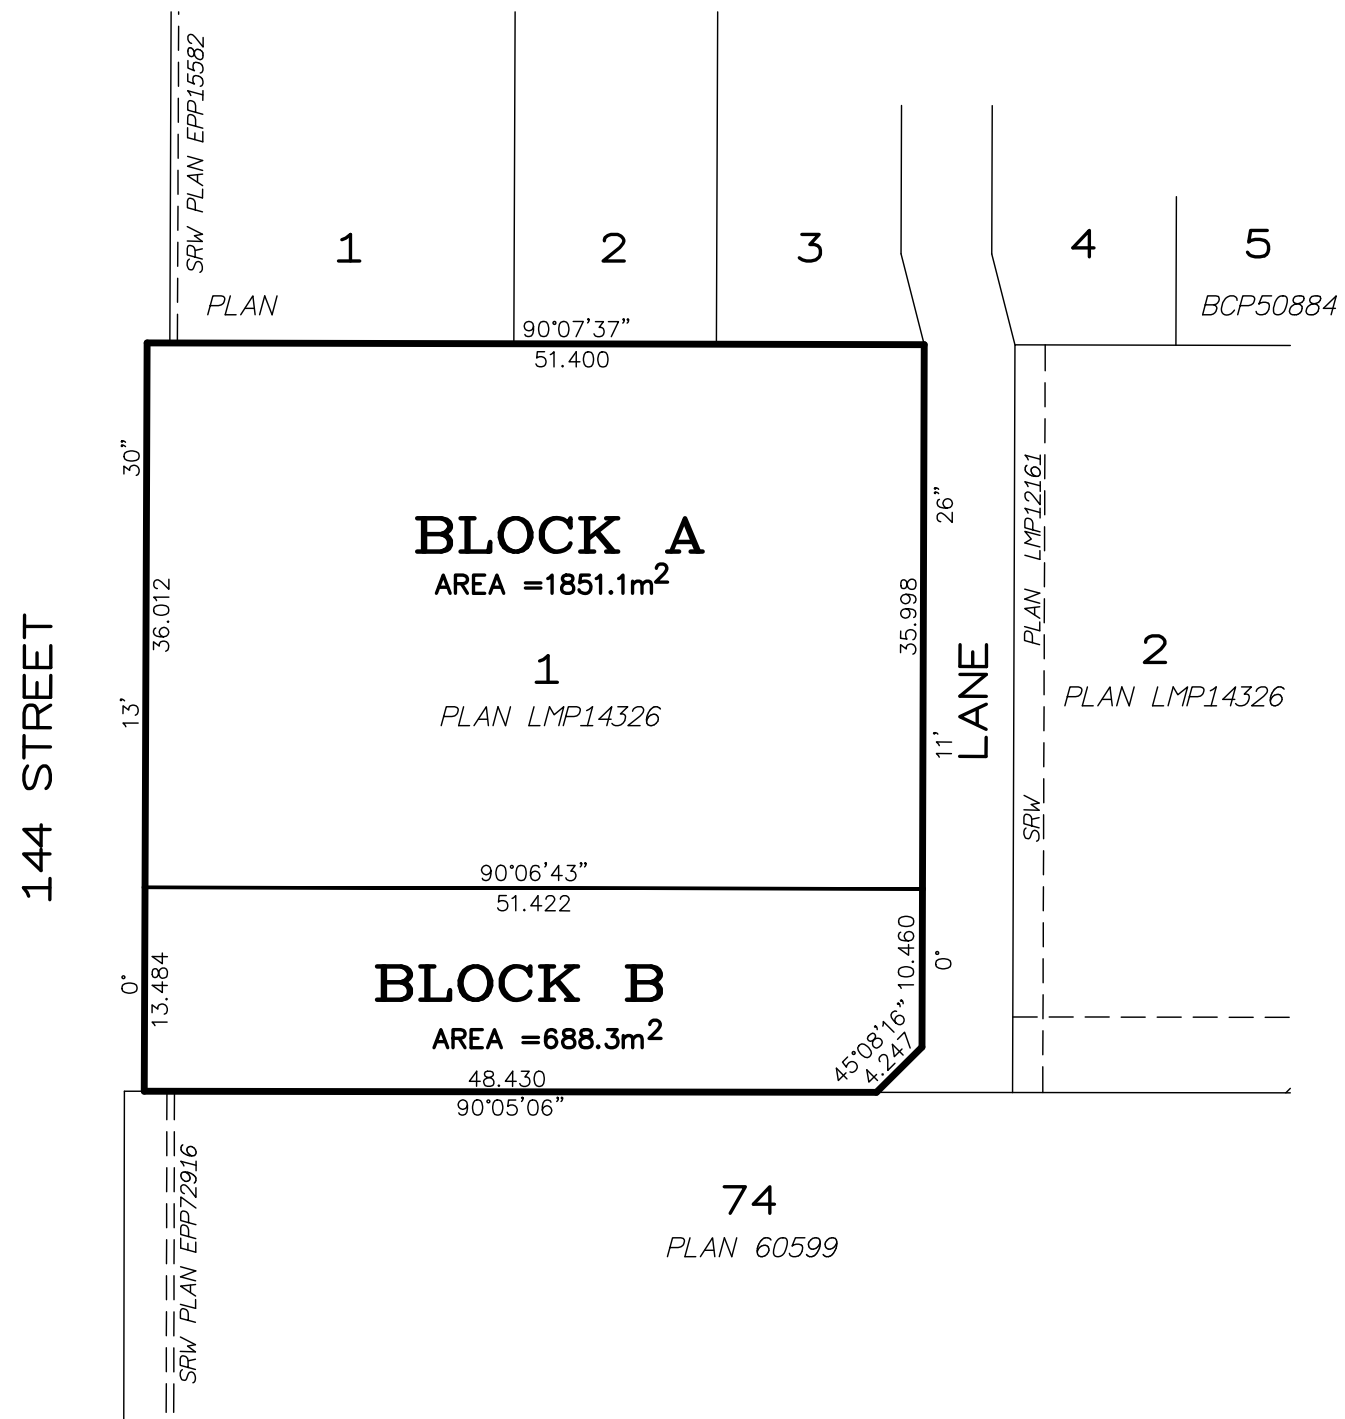 SRW PLAN EPP15582
1
2
3
4
5
PLAN
BCP50884
90°07'37"
51.400
30"
36.012
13'
0°
13.484
144 STREET
BLOCK A
AREA =1851.1m²
1
PLAN LMP14326
26"
35.998
11'
0°
10.460
LANE
SRW PLAN LMP12161
2
PLAN LMP14326
90°06'43"
51.422
BLOCK B
AREA =688.3m²
45°08'16"
4.247
48.430
90°05'06"
SRW PLAN EPP72916
74
PLAN 60599